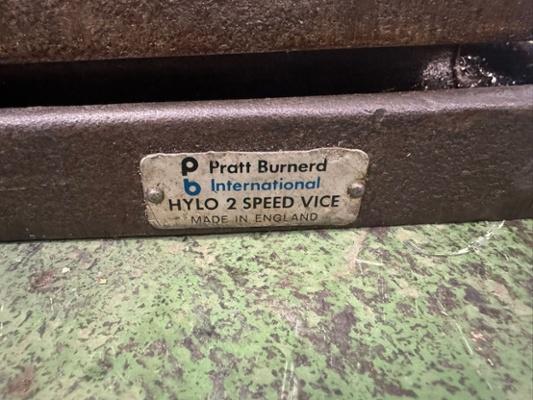 p Pratt Burnerd
b International
HYLO 2 SPEED VICE
MADE IN ENGLAND